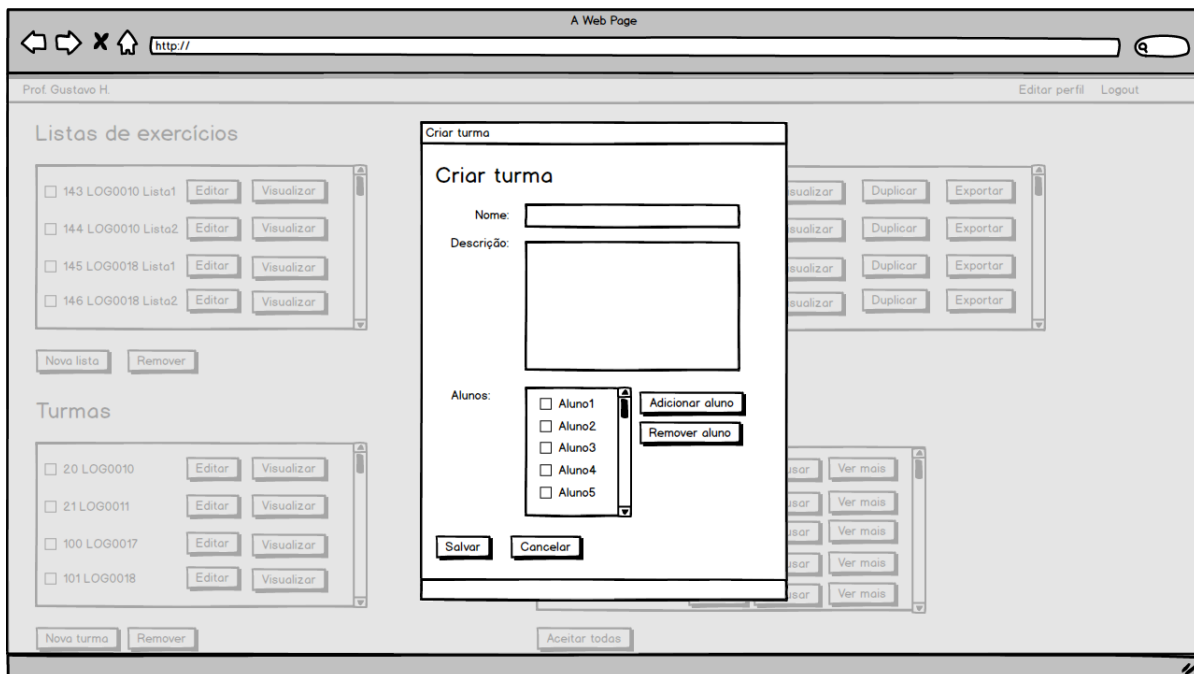 A Web Page
http://
Prof. Gustavo H. Editar perfil Logout
Listas de exercícios
143 LOG0010 Lista1 Editar Visualizar
144 LOG0010 Lista2 Editar Visualizar
145 LOG0018 Lista1 Editar Visualizar
146 LOG0018 Lista2 Editar Visualizar
Nova lista Remover
Turmas
20 LOG0010 Editar Visualizar
21 LOG0011 Editar Visualizar
100 LOG0017 Editar Visualizar
101 LOG0018 Editar Visualizar
Nova turma Remover
Criar turma
Criar turma
Nome:
Descrição:
Alunos:
Aluno1 Adicionar aluno
Aluno2 Remover aluno
Aluno3
Aluno4
Aluno5
Salvar Cancelar
Duplicar Exportar
Duplicar Exportar
Duplicar Exportar
Duplicar Exportar
Ver mais
Ver mais
Ver mais
Ver mais
Ver mais
Aceitar todas